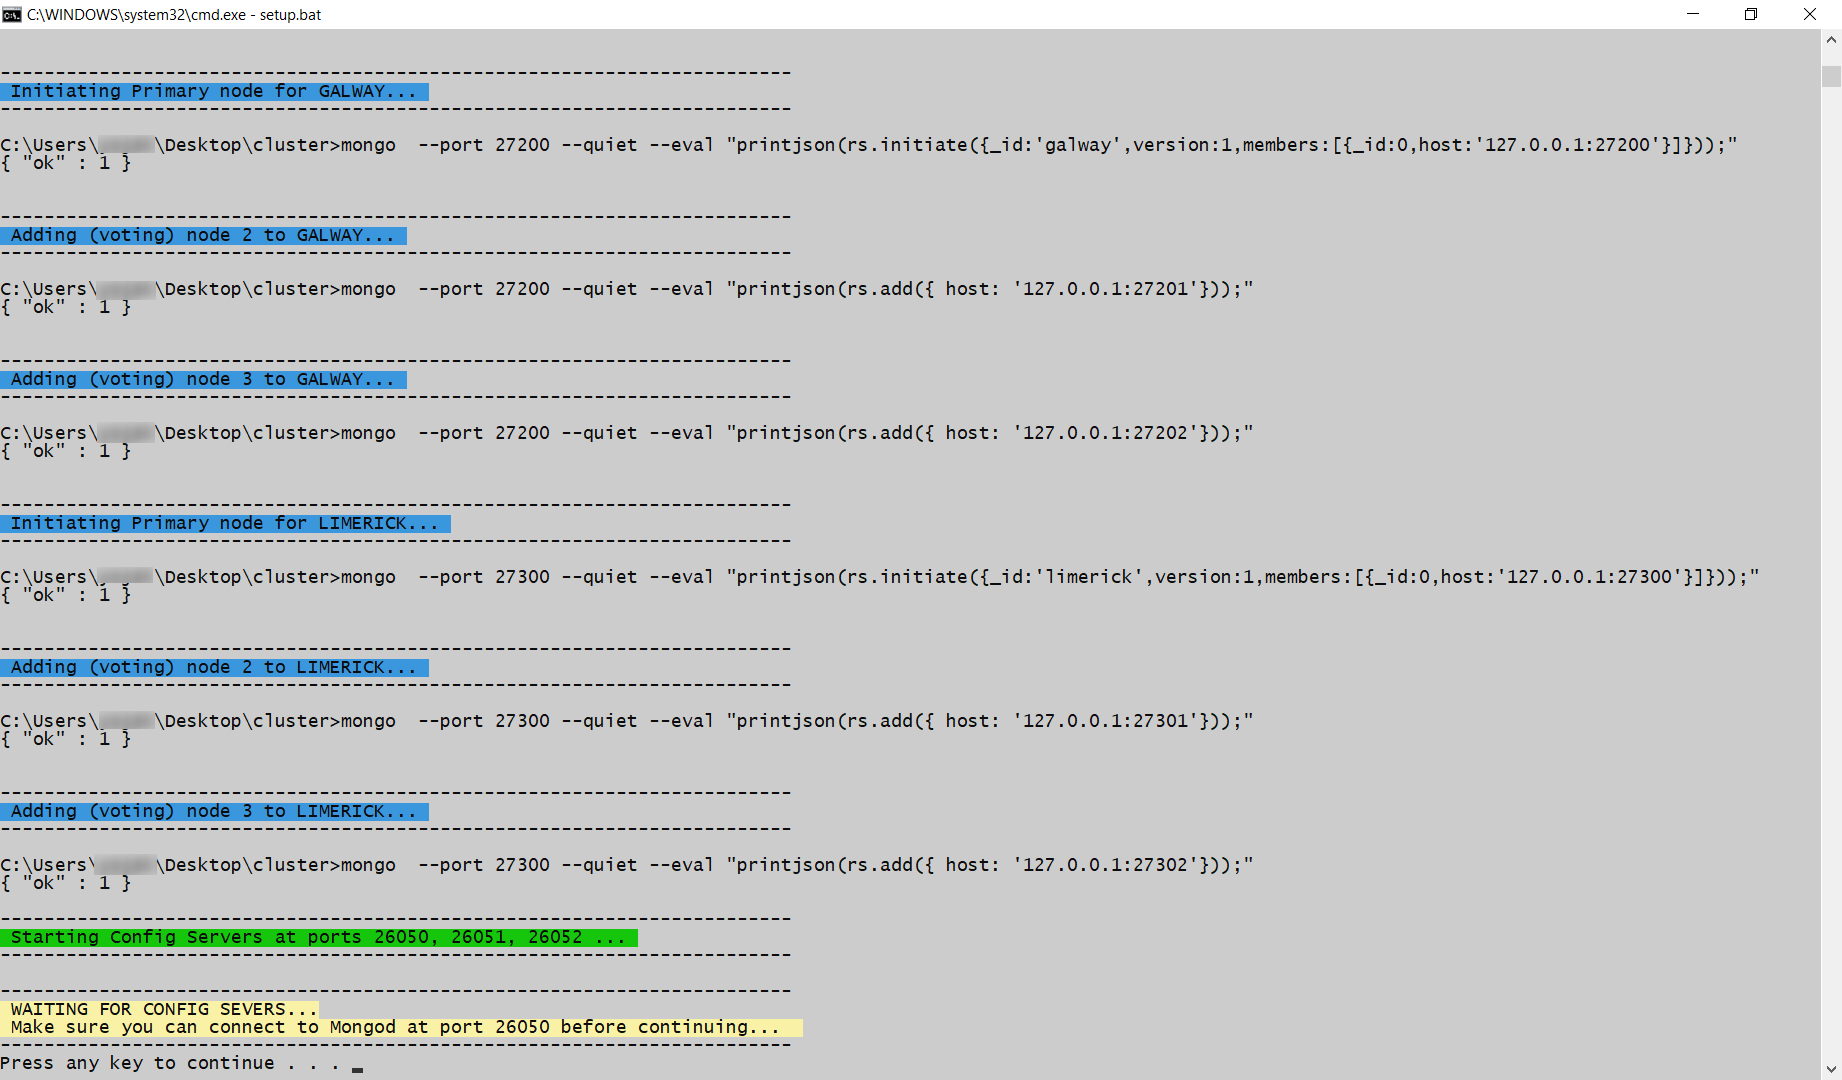 C:\WINDOWS\system32\cmd.exe - setup.bat
------------------------------------------------------------------------
Initiating Primary node for GALWAY...
------------------------------------------------------------------------
C:\Users\ \Desktop\cluster>mongo  --port 27200 --quiet --eval "printjson(rs.initiate({_id:'galway',version:1,members:[{_id:0,host:'127.0.0.1:27200'}]}));"
{ "ok" : 1 }
------------------------------------------------------------------------
Adding (voting) node 2 to GALWAY...
------------------------------------------------------------------------
C:\Users\ \Desktop\cluster>mongo  --port 27200 --quiet --eval "printjson(rs.add({ host: '127.0.0.1:27201'}));"
{ "ok" : 1 }
------------------------------------------------------------------------
Adding (voting) node 3 to GALWAY...
------------------------------------------------------------------------
C:\Users\ \Desktop\cluster>mongo  --port 27200 --quiet --eval "printjson(rs.add({ host: '127.0.0.1:27202'}));"
{ "ok" : 1 }
------------------------------------------------------------------------
Initiating Primary node for LIMERICK...
------------------------------------------------------------------------
C:\Users\ \Desktop\cluster>mongo  --port 27300 --quiet --eval "printjson(rs.initiate({_id:'limerick',version:1,members:[{_id:0,host:'127.0.0.1:27300'}]}));"
{ "ok" : 1 }
------------------------------------------------------------------------
Adding (voting) node 2 to LIMERICK...
------------------------------------------------------------------------
C:\Users\ \Desktop\cluster>mongo  --port 27300 --quiet --eval "printjson(rs.add({ host: '127.0.0.1:27301'}));"
{ "ok" : 1 }
------------------------------------------------------------------------
Adding (voting) node 3 to LIMERICK...
------------------------------------------------------------------------
C:\Users\ \Desktop\cluster>mongo  --port 27300 --quiet --eval "printjson(rs.add({ host: '127.0.0.1:27302'}));"
{ "ok" : 1 }
------------------------------------------------------------------------
Starting Config Servers at ports 26050, 26051, 26052 ...
------------------------------------------------------------------------
------------------------------------------------------------------------
WAITING FOR CONFIG SEVERS...
Make sure you can connect to Mongod at port 26050 before continuing...
------------------------------------------------------------------------
Press any key to continue . . .